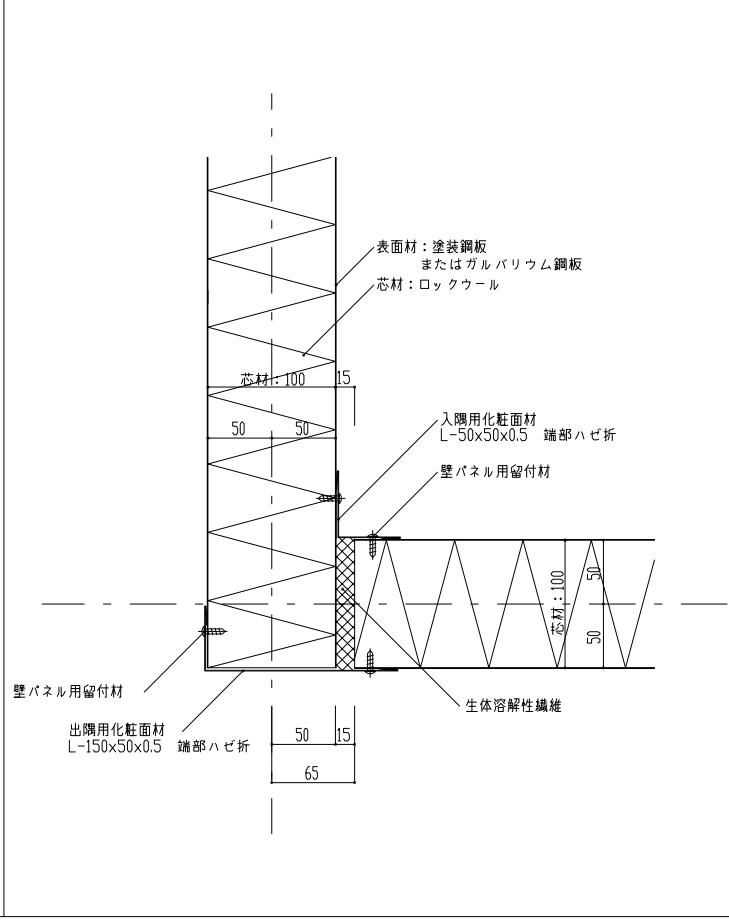 表面材：塗装鋼板
またはガルバリウム鋼板
芯材：ロックウール
芯材：100
15
50
50
入隅用化粧面材
L-50x50x0.5 端部ハゼ折
壁パネル用留付材
芯材：100
50
50
壁パネル用留付材
生体溶解性繊維
出隅用化粧面材
L-150x50x0.5 端部ハゼ折
50
15
65